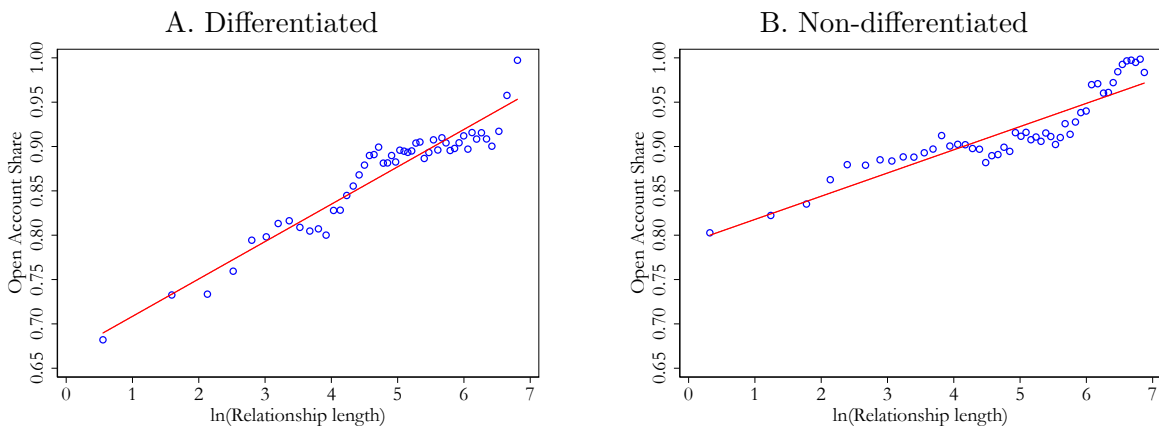 A. Differentiated
Open Account Share
1.00
0.95
0.90
0.85
0.80
0.75
0.70
0.65
0 1 2 3 4 5 6 7
ln(Relationship length)
B. Non-differentiated
Open Account Share
1.00
0.95
0.90
0.85
0.80
0.75
0.70
0.65
0 1 2 3 4 5 6 7
ln(Relationship length)